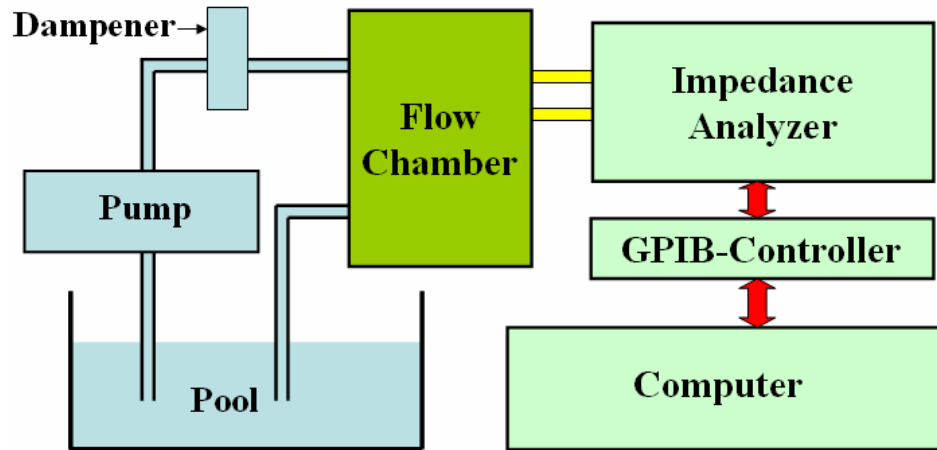 Dampener
Flow
Chamber
Impedance
Analyzer
Pump
GPIB-Controller
Pool
Computer